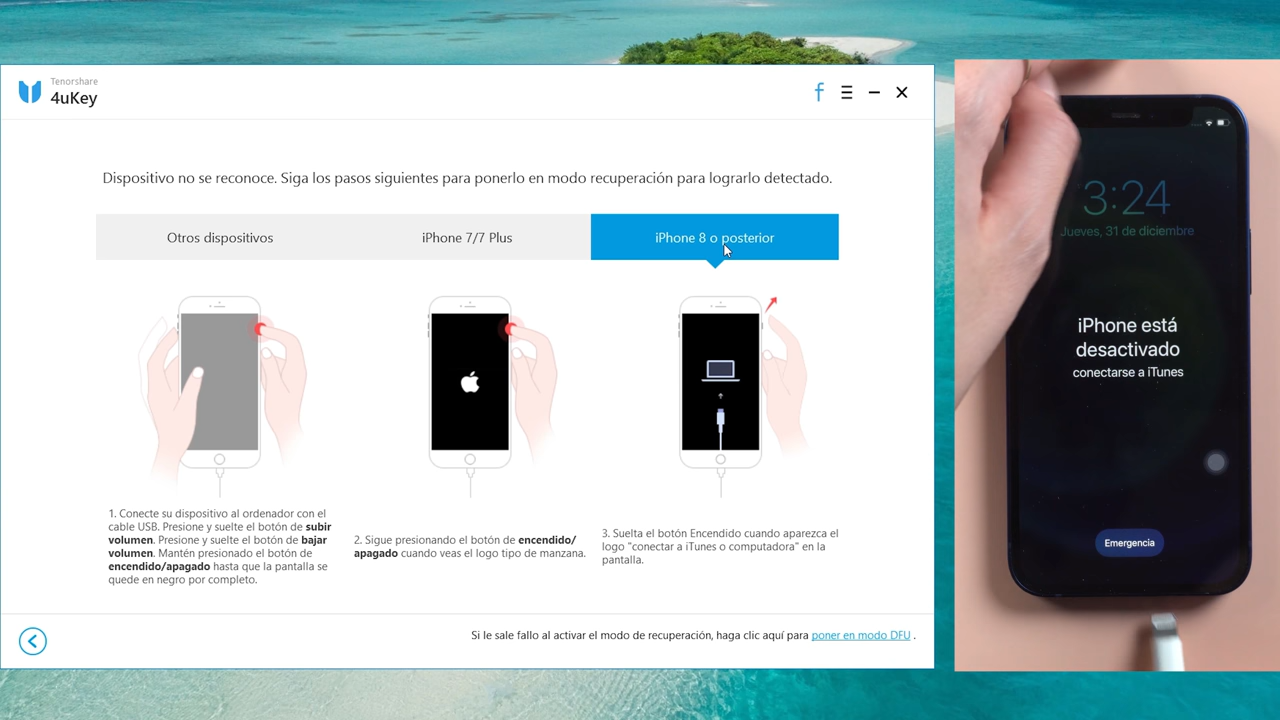 Tenorshare
4uKey
Dispositivo no se reconoce. Siga los pasos siguientes para ponerlo en modo recuperación para lograrlo detectado.
Otros dispositivos
iPhone 7/7 Plus
iPhone 8 o posterior
1. Conecte su dispositivo al ordenador con el
cable USB. Presione y suelte el botón de subir
volumen. Presione y suelte el botón de bajar
volumen. Mantén presionado el botón de
encendido/apagado hasta que la pantalla se
quede en negro por completo.
2. Sigue presionando el botón de encendido/
apagado cuando veas el logo tipo de manzana.
3. Suelta el botón Encendido cuando aparezca el
logo "conectar a iTunes o computadora" en la
pantalla.
Si le sale fallo al activar el modo de recuperación, haga clic aquí para poner en modo DFU .
3:24
Jueves, 31 de diciembre
iPhone está
desactivado
conectarse a iTunes
Emergencia